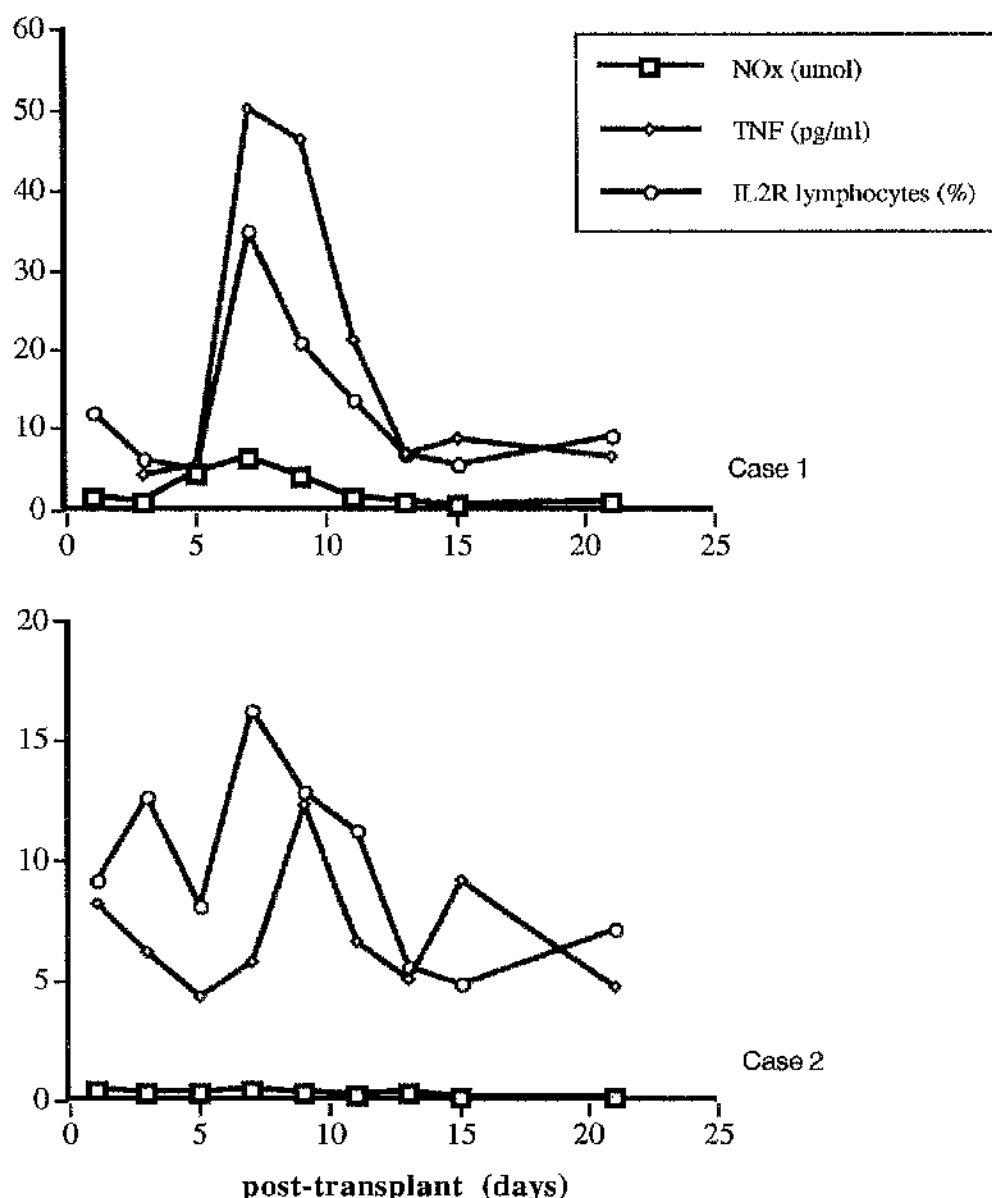 60
50
40
30
20
10
0
0 5 10 15 20 25
NOx (umol)
TNF (pg/ml)
IL2R lymphocytes (%)
Case 1
20
15
10
5
0
0 5 10 15 20 25
Case 2
post-transplant (days)